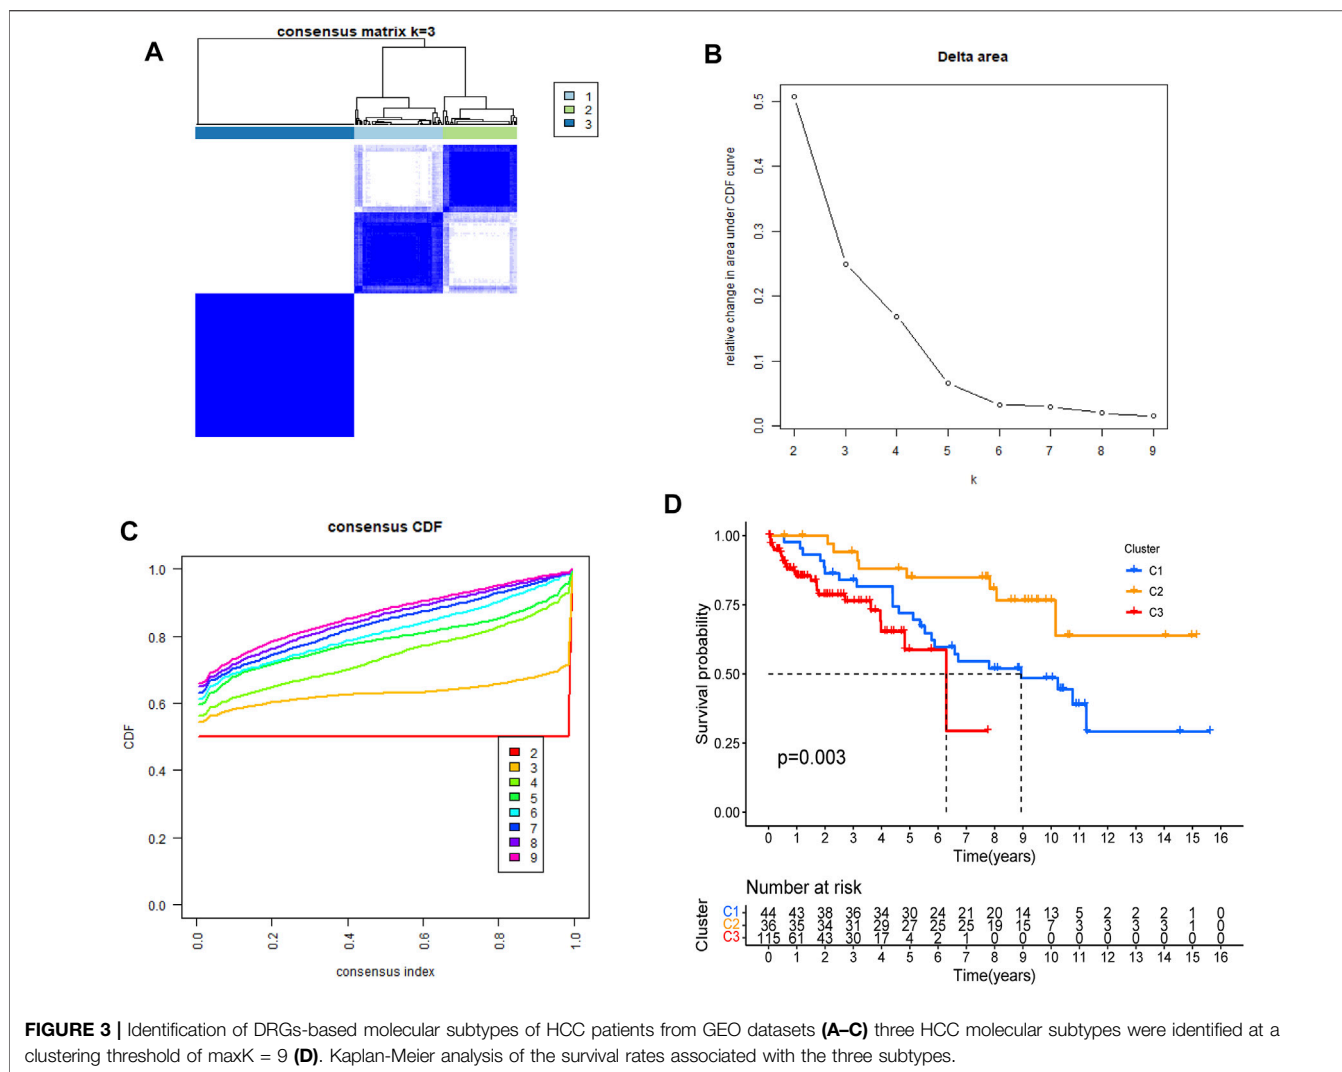 A
consensus matrix k=3
1
2
3
B
Delta area
relative change in area under CDF curve
0.5
0.4
0.3
0.2
0.1
0.0
2 3 4 5 6 7 8 9
k
C
consensus CDF
CDF
1.0
0.8
0.6
0.4
0.2
0.0
2
3
4
5
6
7
8
9
0.0 0.2 0.4 0.6 0.8 1.0
consensus index
D
Survival probability
1.00
0.75
0.50
0.25
0.00
Cluster
C1
C2
C3
p=0.003
0 1 2 3 4 5 6 7 8 9 10 11 12 13 14 15 16
Time(years)
Number at risk
Cluster
C1 44 43 38 36 34 30 24 21 20 14 13 5 2 2 2 1 0
C2 36 35 34 31 29 27 25 25 19 15 7 3 3 3 3 1 0
C3 115 61 43 30 17 4 2 1 0 0 0 0 0 0 0 0 0
0 1 2 3 4 5 6 7 8 9 10 11 12 13 14 15 16
Time(years)
FIGURE 3 | Identification of DRGs-based molecular subtypes of HCC patients from GEO datasets (A–C) three HCC molecular subtypes were identified at a
clustering threshold of maxK = 9 (D). Kaplan-Meier analysis of the survival rates associated with the three subtypes.